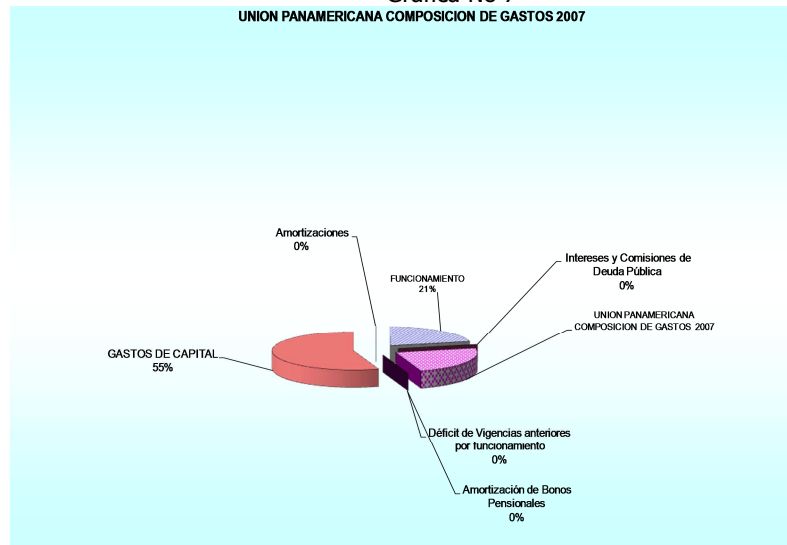 UNION PANAMERICANA COMPOSICION DE GASTOS 2007
Amortizaciones
0%
FUNCIONAMIENTO
21%
Intereses y Comisiones de
Deuda Pública
0%
UNION PANAMERICANA
COMPOSICION DE GASTOS 2007
GASTOS DE CAPITAL
55%
Déficit de Vigencias anteriores
por funcionamiento
0%
Amortización de Bonos
Pensionales
0%